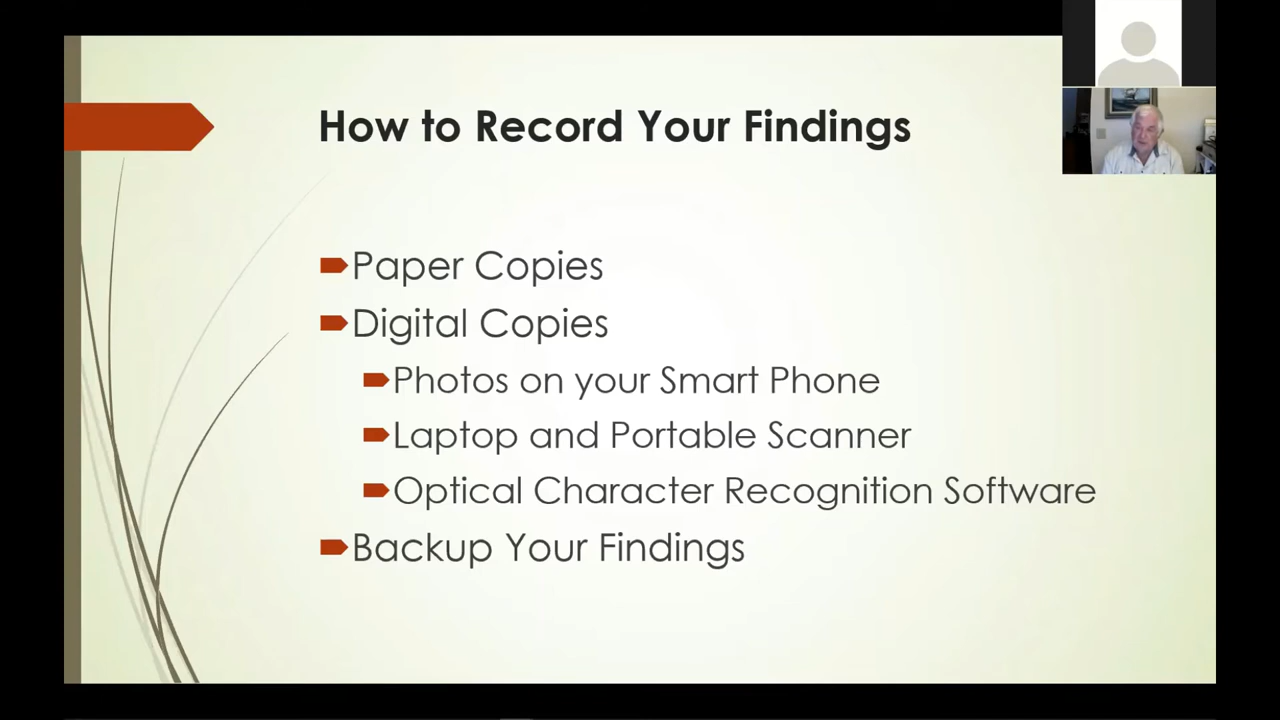 How to Record Your Findings
Paper Copies
Digital Copies
Photos on your Smart Phone
Laptop and Portable Scanner
Optical Character Recognition Software
Backup Your Findings